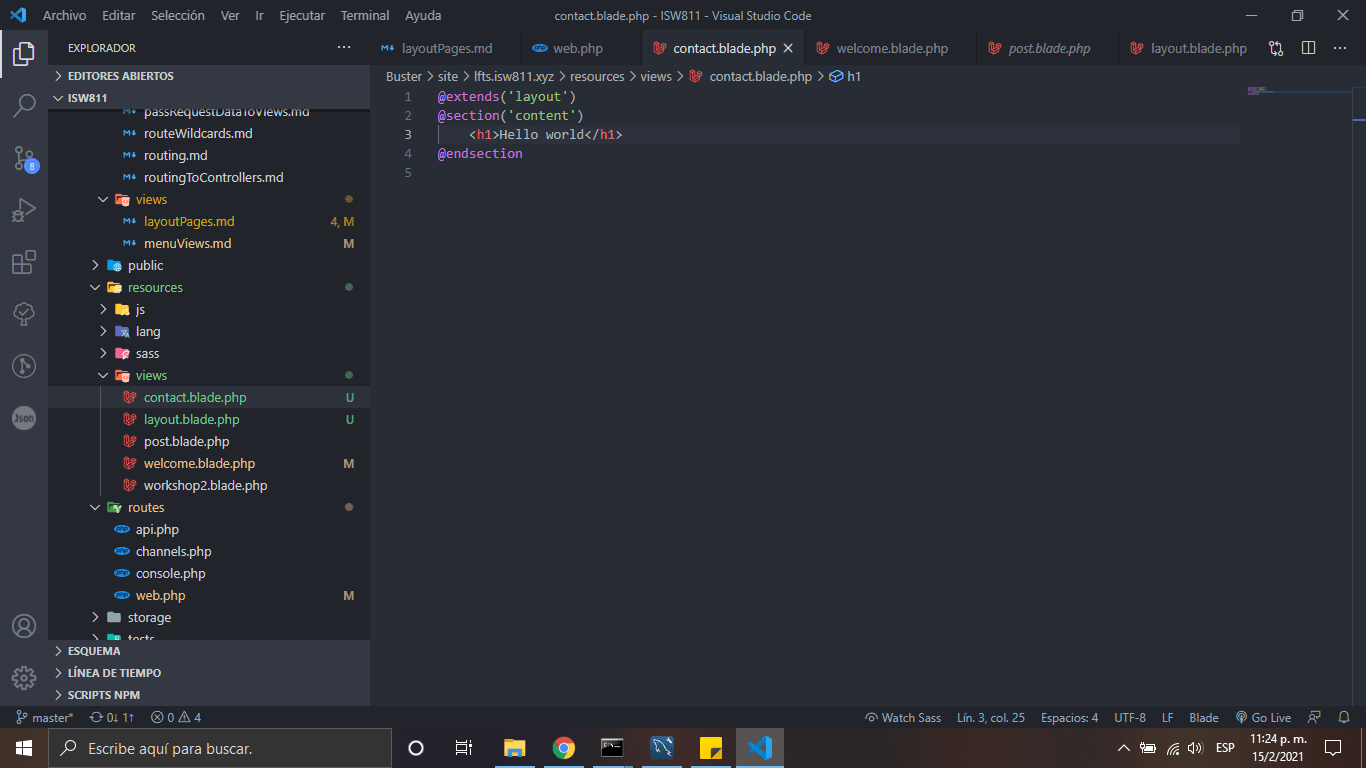 Archivo Editar Selección Ver Ir Ejecutar Terminal Ayuda
contact.blade.php - ISW811 - Visual Studio Code
EXPLORADOR
EDITORES ABIERTOS
ISW811
passRequestDataToViews.md
routeWildcards.md
routing.md
routingToControllers.md
views
layoutPages.md 4, M
menuViews.md M
public
resources
js
lang
sass
views
contact.blade.php U
layout.blade.php U
post.blade.php
welcome.blade.php M
workshop2.blade.php
routes
api.php
channels.php
console.php
web.php M
storage
tests
ESQUEMA
LÍNEA DE TIEMPO
SCRIPTS NPM
8
Json
layoutPages.md web.php contact.blade.php welcome.blade.php post.blade.php layout.blade.php
Buster > site > lfts.isw811.xyz > resources > views > contact.blade.php > h1
1 @extends('layout')
2 @section('content')
3 <h1>Hello world</h1>
4 @endsection
5
master* 0↓ 1↑ 0 4
Watch Sass Lín. 3, col. 25 Espacios: 4 UTF-8 LF Blade Go Live
Escribe aquí para buscar.
ESP
11:24 p. m.
15/2/2021